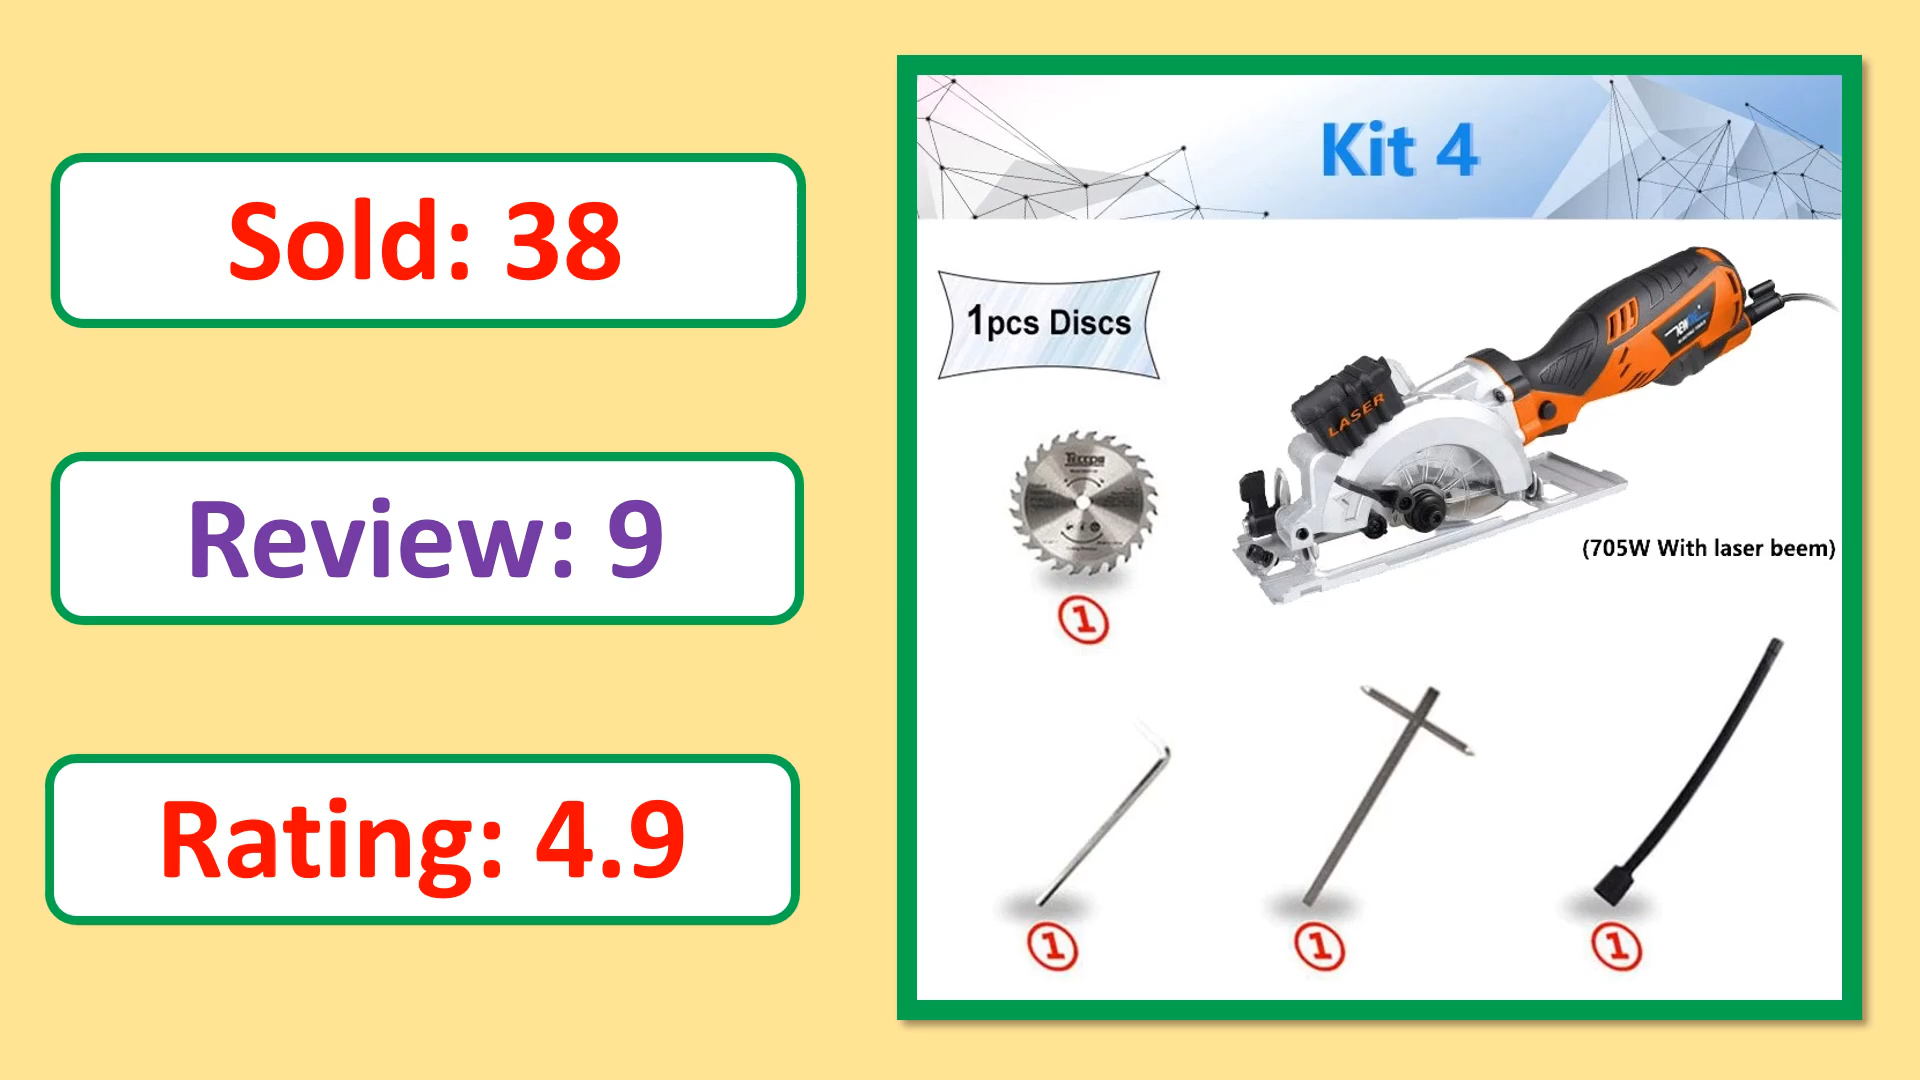 Sold: 38
Review: 9
Rating: 4.9
Kit 4
1pcs Discs
LASER
(705W With laser beem)
1
1
1
1